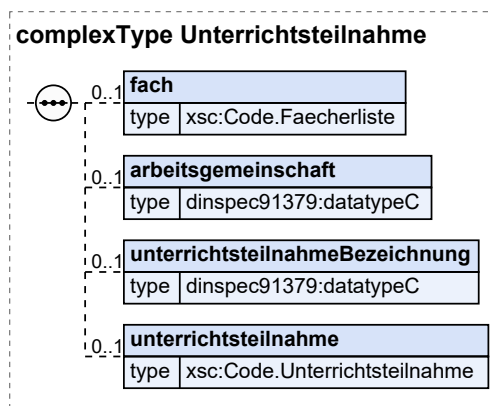 complexType Unterrichtsteilnahme
0..1 fach
type xsc:Code.Faecherliste
0..1 arbeitsgemeinschaft
type dinspec91379:datatypeC
0..1 unterrichtsteilnahmeBezeichnung
type dinspec91379:datatypeC
0..1 unterrichtsteilnahme
type xsc:Code.Unterrichtsteilnahme